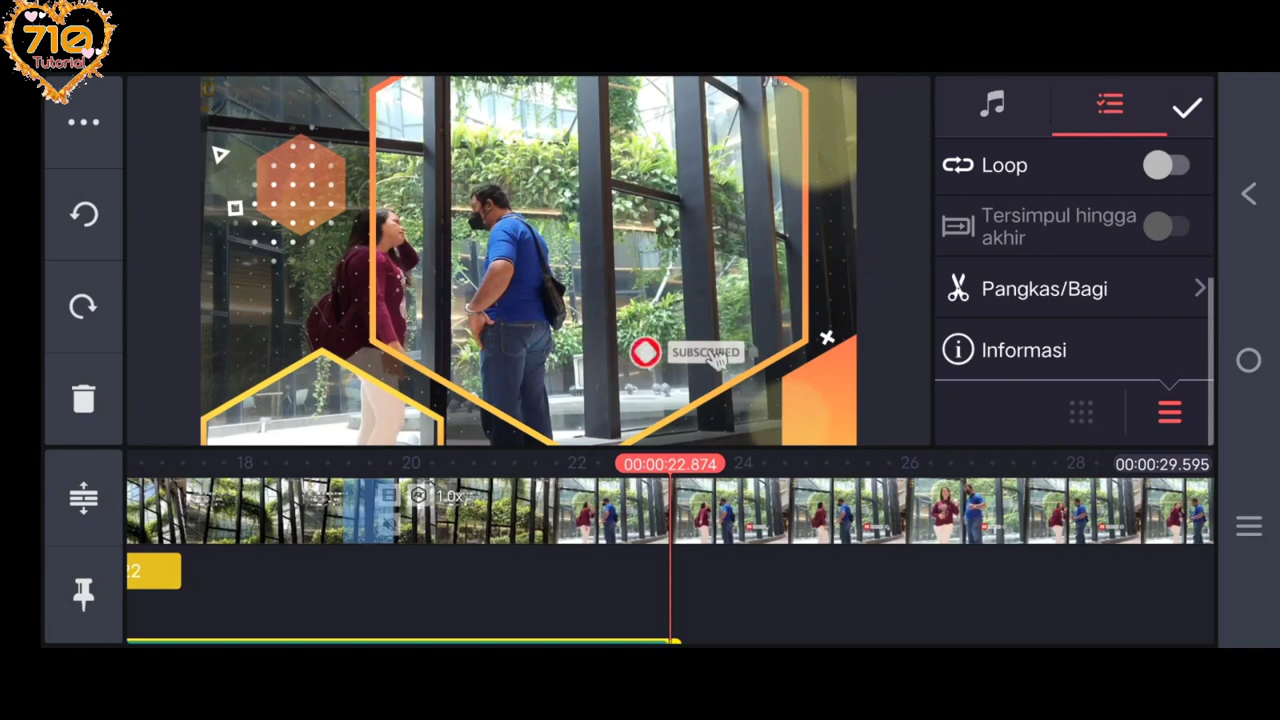 710
Tutorial
Loop
Tersimpul hingga
akhir
Pangkas/Bagi
Informasi
SUBSCRIBED
18
20
22
00:00:22.874
24
26
28
00:00:29.595
1.0x
22